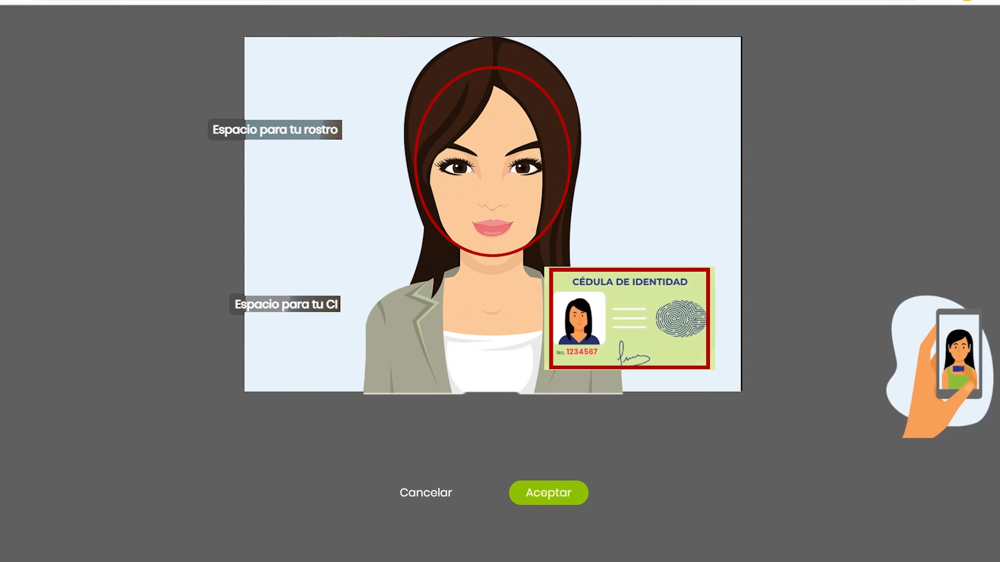 Espacio para tu rostro
CÉDULA DE IDENTIDAD
Espacio para tu CI
No. 1234567
Cancelar
Aceptar